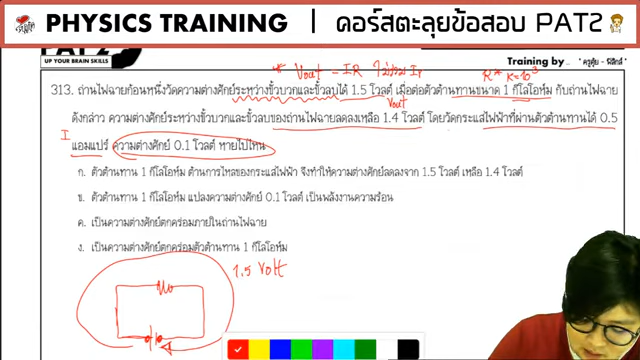 PHYSICS TRAINING คอร์สตะลุยข้อสอบ PAT2
UP YOUR BRAIN SKILLS
Training by..
* Vout = IR
K=10³
313. ถ่านไฟฉายก้อนหนึ่งวัดความต่างศักย์ระหว่างขั้วบวกและขั้วลบได้ 1.5 โวลต์ เมื่อต่อตัวต้านทานขนาด 1 กิโลโอห์ม กับถ่านไฟฉาย
Vout
ดังกล่าว ความต่างศักย์ระหว่างขั้วบวกและขั้วลบของถ่านไฟฉายลดลงเหลือ 1.4 โวลต์ โดยวัดกระแสไฟฟ้าที่ผ่านตัวต้านทานได้ 0.5
I
แอมแปร์ ความต่างศักย์ 0.1 โวลต์ หายไปไหน
ก. ตัวต้านทาน 1 กิโลโอห์ม ต้านการไหลของกระแสไฟฟ้า จึงทำให้ความต่างศักย์ลดลงจาก 1.5 โวลต์ เหลือ 1.4 โวลต์
ข. ตัวต้านทาน 1 กิโลโอห์ม แปลงความต่างศักย์ 0.1 โวลต์ เป็นพลังงานความร้อน
ค. เป็นความต่างศักย์ตกคร่อมภายในถ่านไฟฉาย
ง. เป็นความต่างศักย์ตกคร่อมตัวต้านทาน 1 กิโลโอห์ม
1.5 Volt